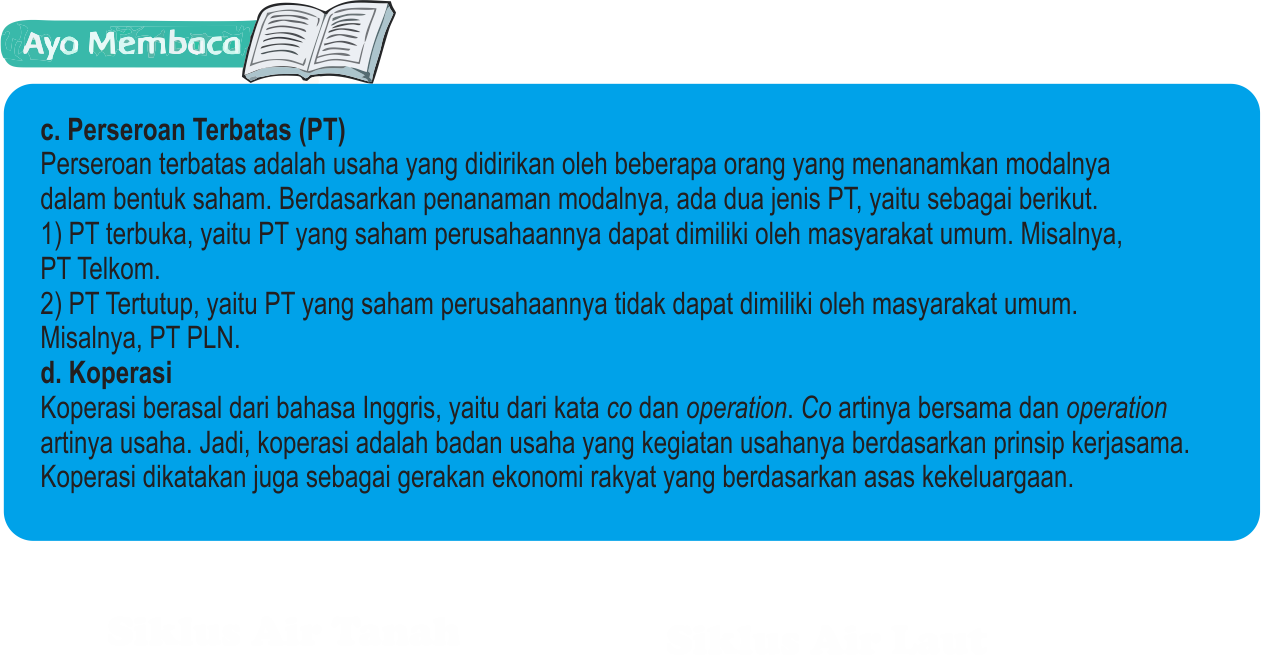 Ayo Membaca
c. Perseroan Terbatas (PT)
Perseroan terbatas adalah usaha yang didirikan oleh beberapa orang yang menanamkan modalnya
dalam bentuk saham. Berdasarkan penanaman modalnya, ada dua jenis PT, yaitu sebagai berikut.
1) PT terbuka, yaitu PT yang saham perusahaannya dapat dimiliki oleh masyarakat umum. Misalnya,
PT Telkom.
2) PT Tertutup, yaitu PT yang saham perusahaannya tidak dapat dimiliki oleh masyarakat umum.
Misalnya, PT PLN.
d. Koperasi
Koperasi berasal dari bahasa Inggris, yaitu dari kata co dan operation. Co artinya bersama dan operation
artinya usaha. Jadi, koperasi adalah badan usaha yang kegiatan usahanya berdasarkan prinsip kerjasama.
Koperasi dikatakan juga sebagai gerakan ekonomi rakyat yang berdasarkan asas kekeluargaan.